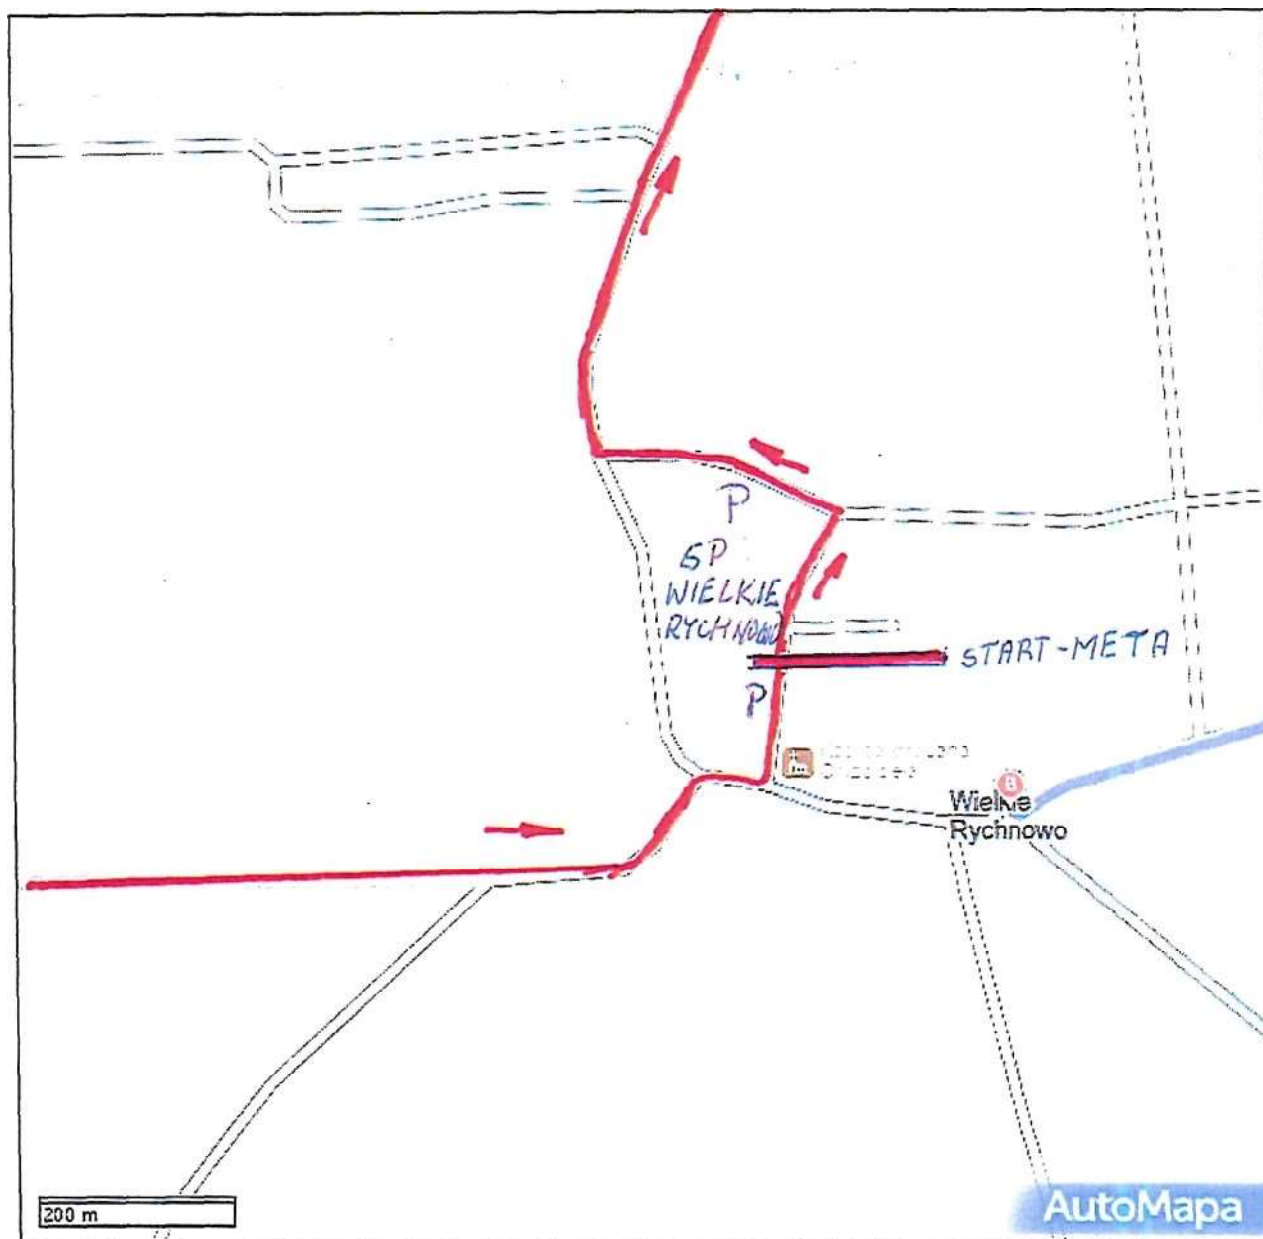 P
SP
WIELKIE
RYCHNOWO
START-META
P
B
Wielkie
Rychnowo
200 m
AutoMapa